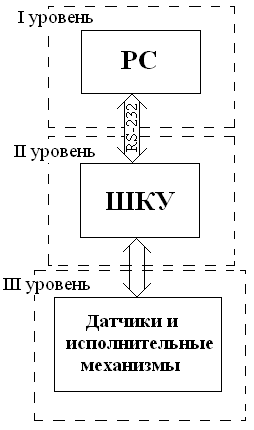 I уровень
PC
RS-232
II уровень
ШКУ
III уровень
Датчики и
исполнительные
механизмы